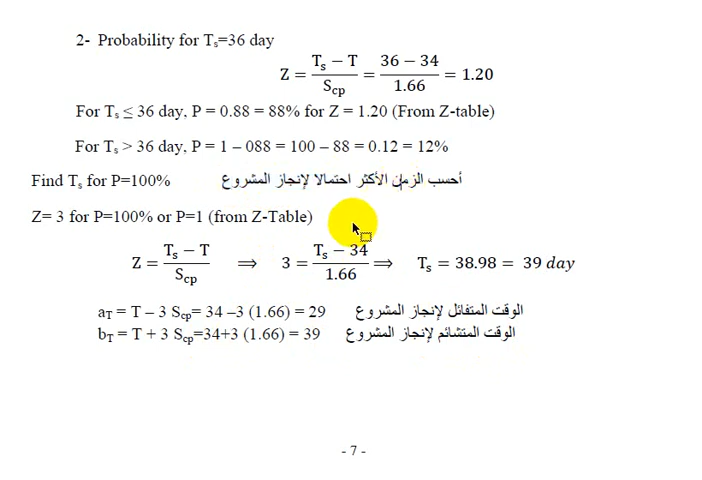 2- Probability for Ts=36 day
Z = (Ts − T)/Scp = (36 − 34)/1.66 = 1.20
For Ts ≤ 36 day, P = 0.88 = 88% for Z = 1.20 (From Z-table)
For Ts > 36 day, P = 1 – 088 = 100 – 88 = 0.12 = 12%
Find Ts for P=100% أحسب الزمن الأكثر احتمالا لإنجاز المشروع
Z= 3 for P=100% or P=1 (from Z-Table)
Z = (Ts − T)/Scp ⟹ 3 = (Ts − 34)/1.66 ⟹ Ts = 38.98 = 39 day
aT = T – 3 Scp= 34 –3 (1.66) = 29 الوقت المتفائل لإنجاز المشروع
bT = T + 3 Scp=34+3 (1.66) = 39 الوقت المتشائم لإنجاز المشروع
- 7 -